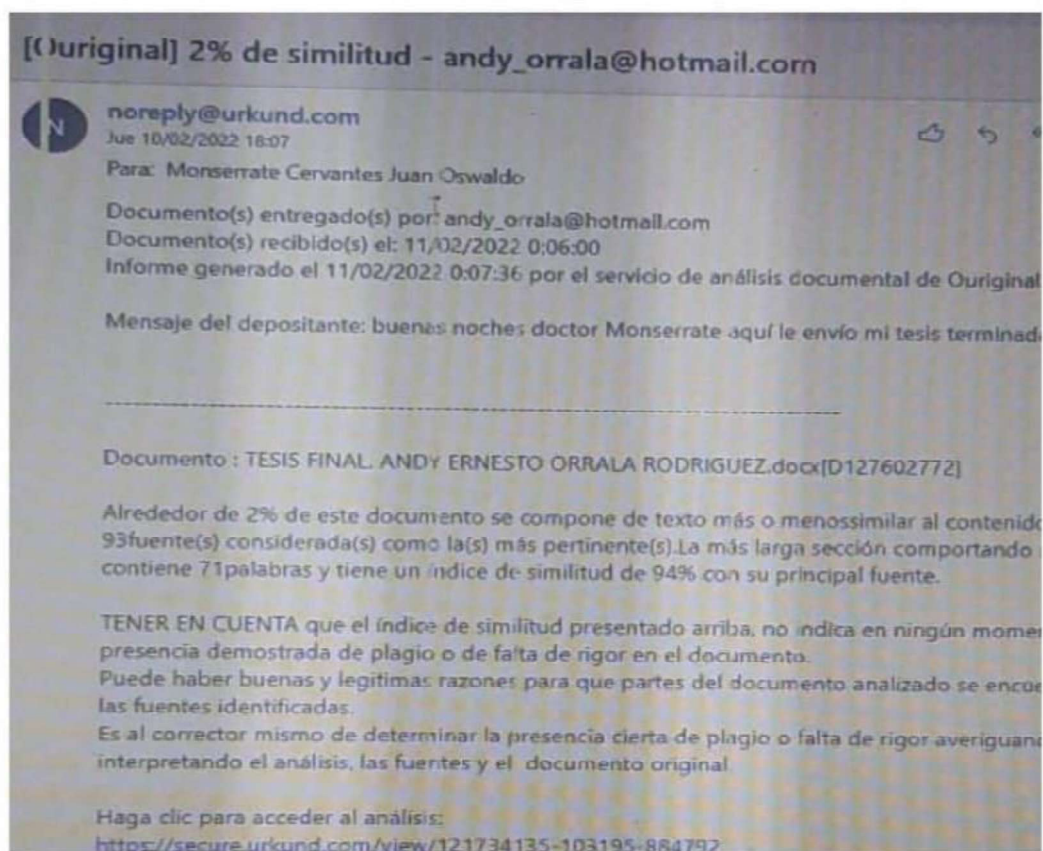 [Ouriginal] 2% de similitud - andy_orrala@hotmail.com
N
noreply@urkund.com
Jue 10/02/2022 18:07
Para: Monserrate Cervantes Juan Oswaldo
Documento(s) entregado(s) por: andy_orrala@hotmail.com
Documento(s) recibido(s) el: 11/02/2022 0:06:00
Informe generado el 11/02/2022 0:07:36 por el servicio de análisis documental de Ouriginal
Mensaje del depositante: buenas noches doctor Monserrate aquí le envío mi tesis terminad
Documento : TESIS FINAL. ANDY ERNESTO ORRALA RODRIGUEZ.docx[D127602772]
Alrededor de 2% de este documento se compone de texto más o menossimilar al contenido
93fuente(s) considerada(s) como la(s) más pertinente(s).La más larga sección comportando
contiene 71palabras y tiene un índice de similitud de 94% con su principal fuente.
TENER EN CUENTA que el índice de similitud presentado arriba, no indica en ningún momen
presencia demostrada de plagio o de falta de rigor en el documento.
Puede haber buenas y legítimas razones para que partes del documento analizado se encue
las fuentes identificadas.
Es al corrector mismo de determinar la presencia cierta de plagio o falta de rigor averiguand
interpretando el análisis, las fuentes y el documento original.
Haga clic para acceder al análisis:
https://secure.urkund.com/view/121734135-103195-884792